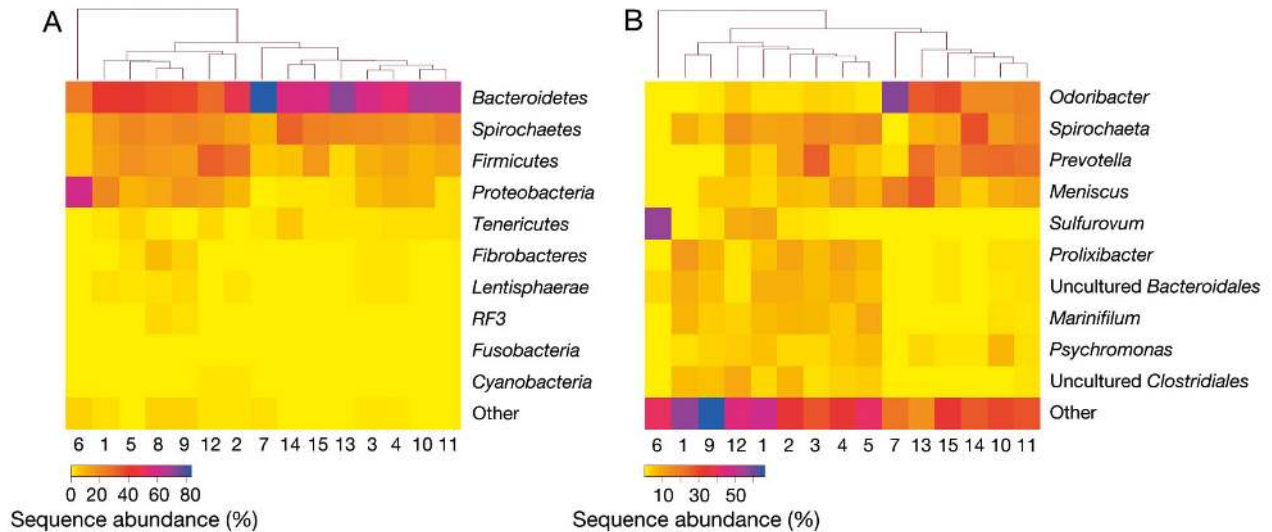 A
Bacteroidetes
Spirochaetes
Firmicutes
Proteobacteria
Tenericutes
Fibrobacteres
Lentisphaerae
RF3
Fusobacteria
Cyanobacteria
Other
6 1 5 8 9 12 2 7 14 15 13 3 4 10 11
0 20 40 60 80
Sequence abundance (%)
B
Odoribacter
Spirochaeta
Prevotella
Meniscus
Sulfurovum
Prolixibacter
Uncultured Bacteroidales
Marinifilum
Psychromonas
Uncultured Clostridiales
Other
6 1 9 12 1 2 3 4 5 7 13 15 14 10 11
10 30 50
Sequence abundance (%)